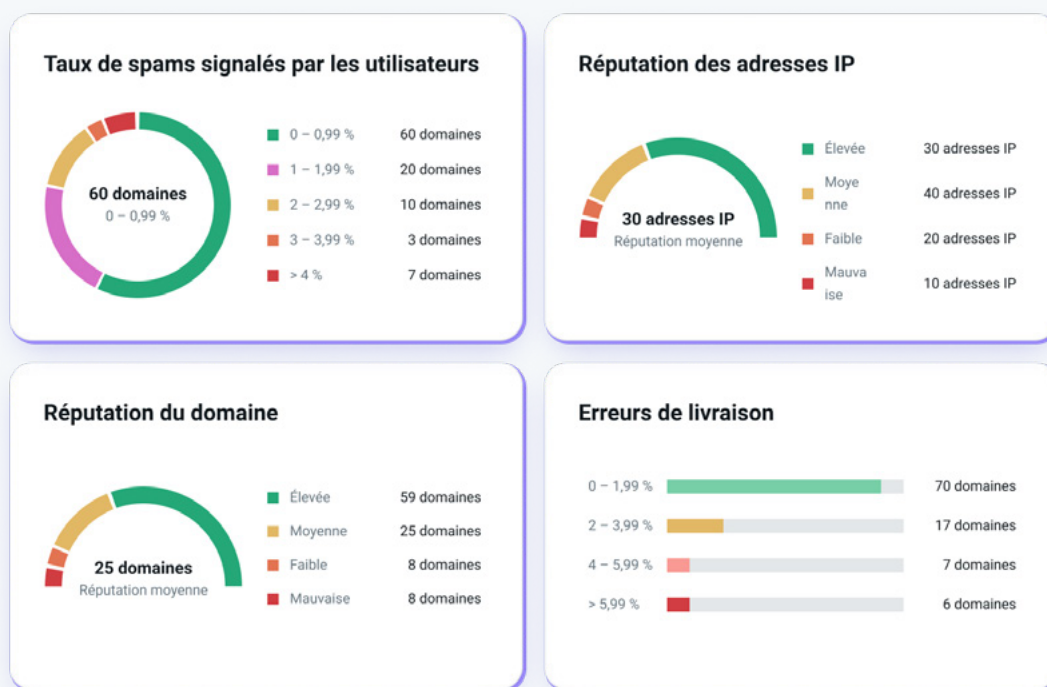 Taux de spams signalés par les utilisateurs
60 domaines
0 – 0,99 %
0 – 0,99 % 60 domaines
1 – 1,99 % 20 domaines
2 – 2,99 % 10 domaines
3 – 3,99 % 3 domaines
> 4 % 7 domaines
Réputation des adresses IP
30 adresses IP
Réputation moyenne
Élevée 30 adresses IP
Moye
nne 40 adresses IP
Faible 20 adresses IP
Mauva
ise 10 adresses IP
Réputation du domaine
25 domaines
Réputation moyenne
Élevée 59 domaines
Moyenne 25 domaines
Faible 8 domaines
Mauvaise 8 domaines
Erreurs de livraison
0 – 1,99 % 70 domaines
2 – 3,99 % 17 domaines
4 – 5,99 % 7 domaines
> 5,99 % 6 domaines